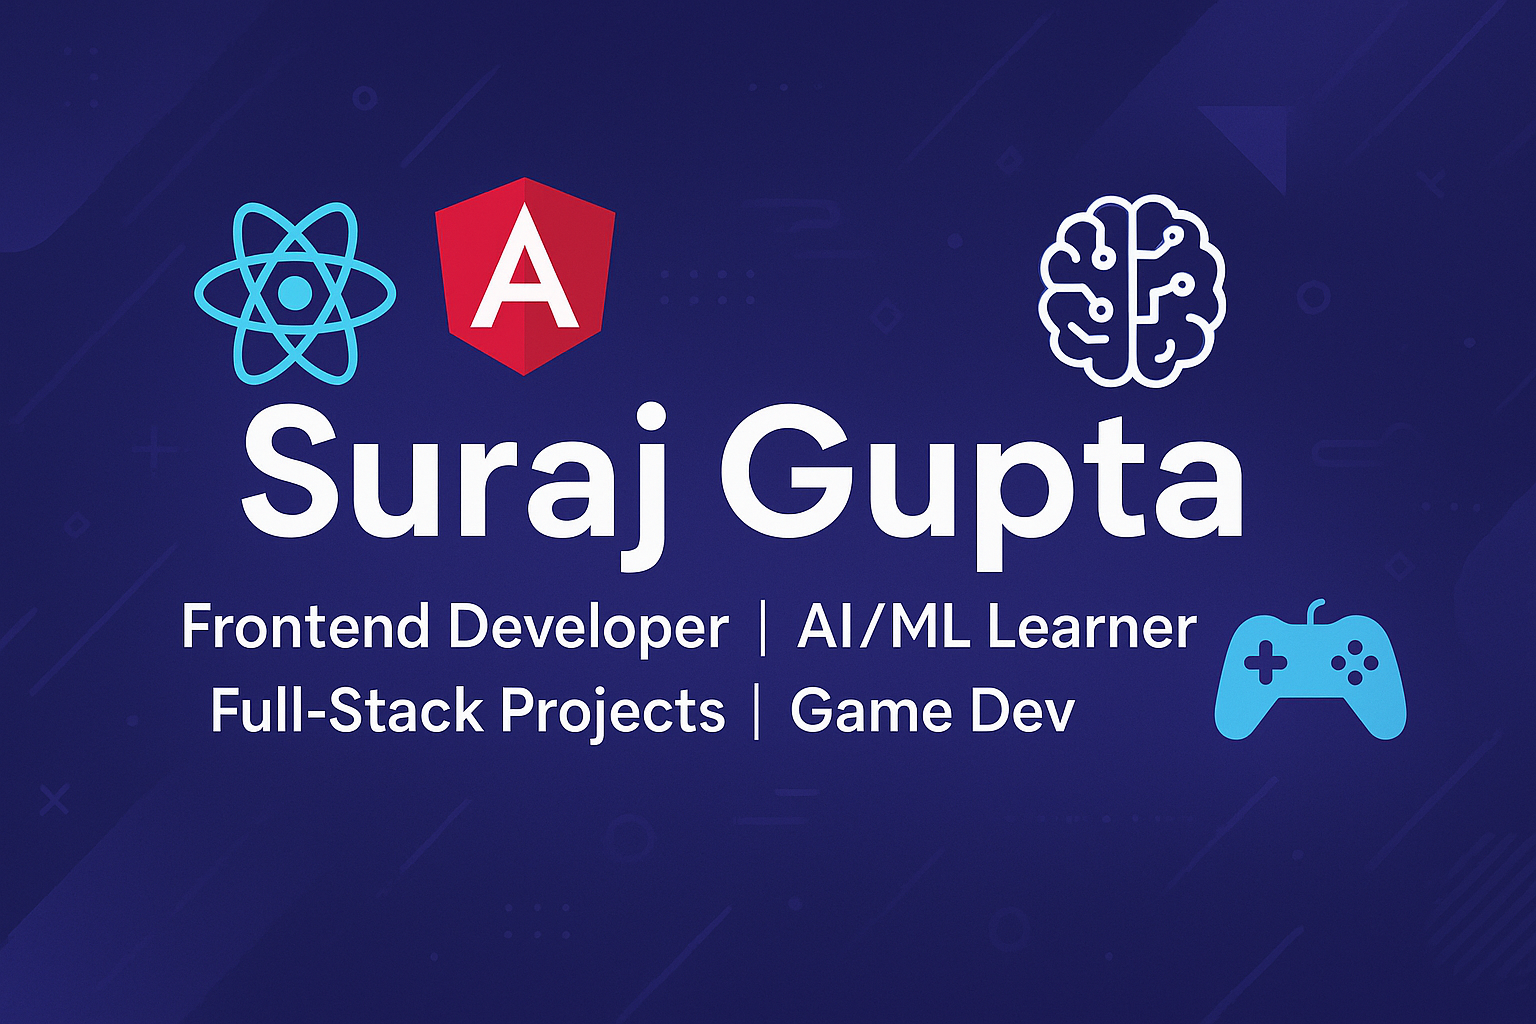 A
Suraj Gupta
Frontend Developer | AI/ML Learner
Full-Stack Projects | Game Dev